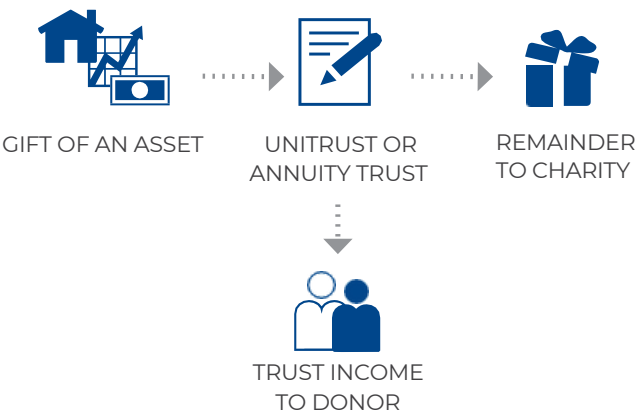 GIFT OF AN ASSET
UNITRUST OR
ANNUITY TRUST
REMAINDER
TO CHARITY
TRUST INCOME
TO DONOR